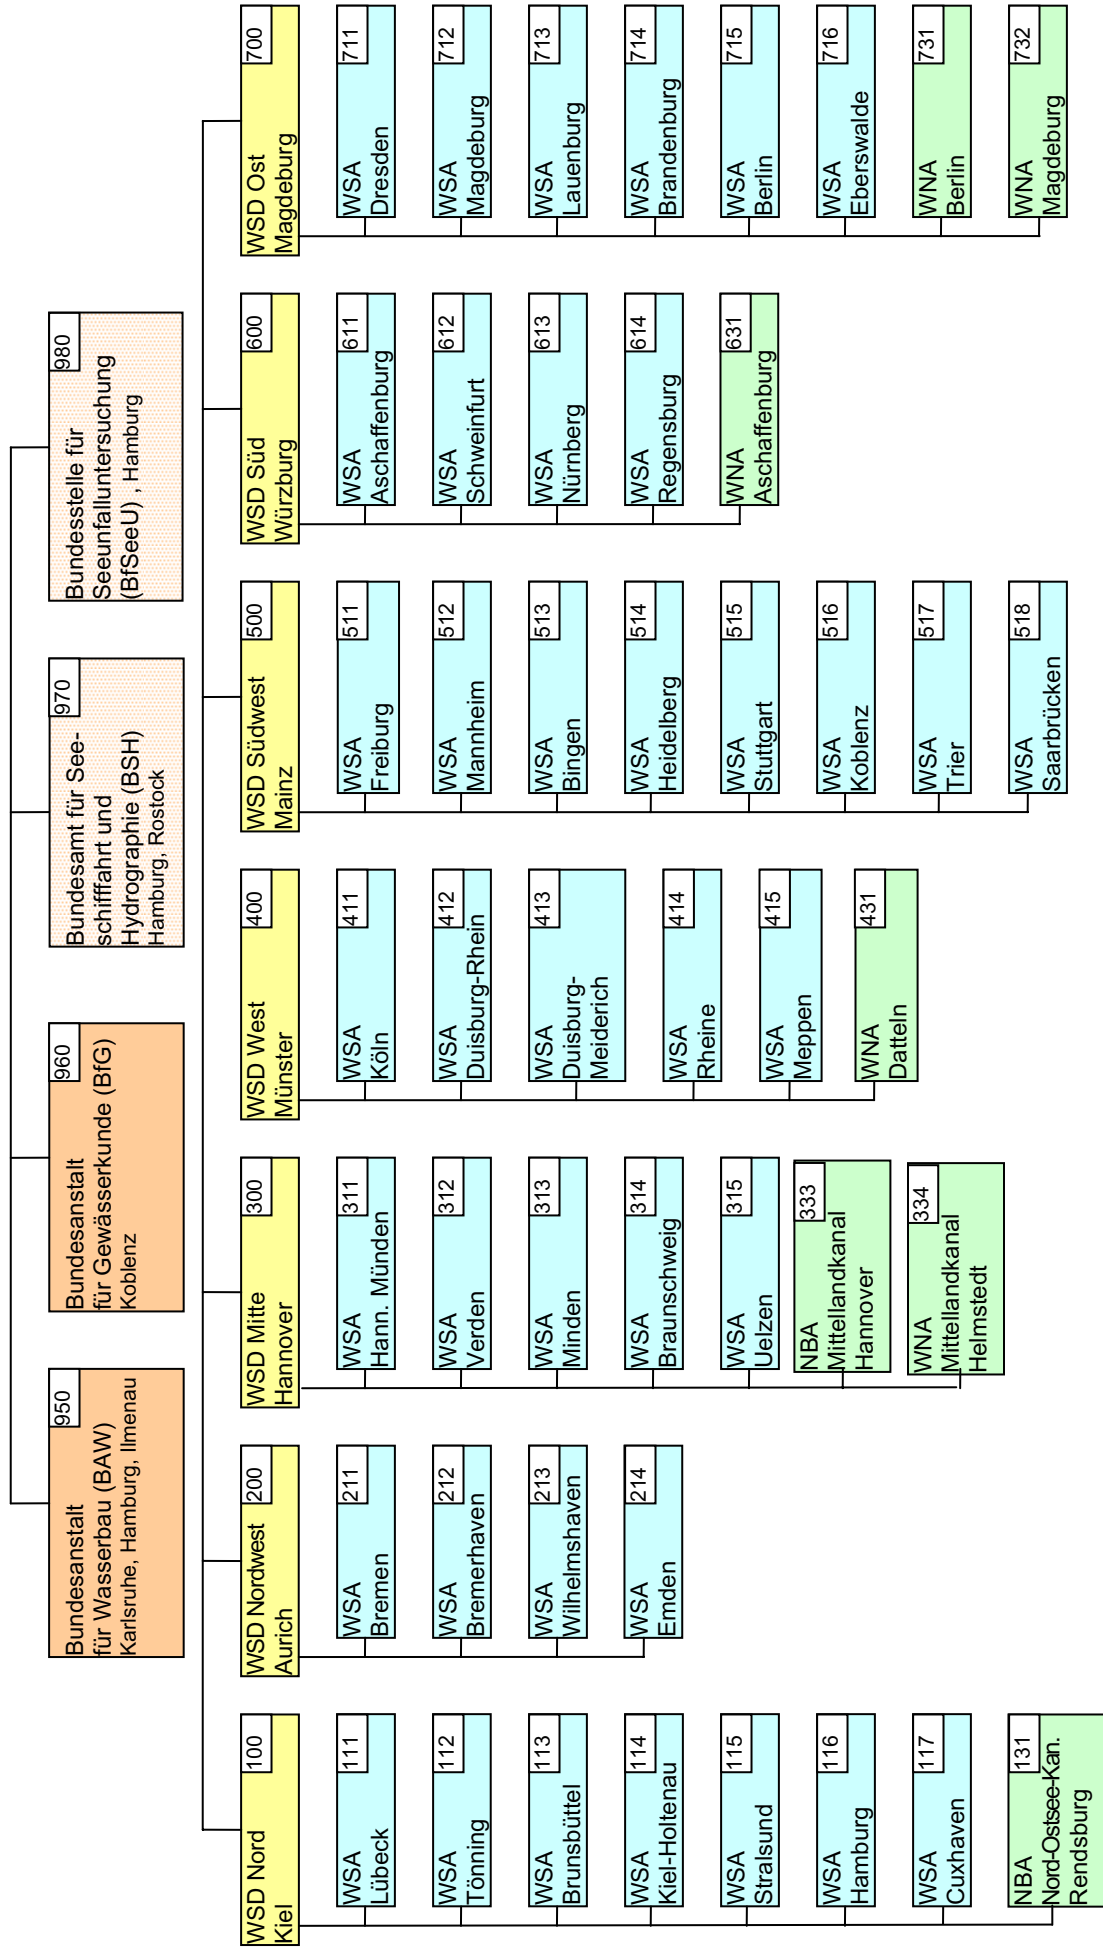 Bundesanstalt
für Wasserbau (BAW)
Karlsruhe, Hamburg, Ilmenau
950
Bundesanstalt
für Gewässerkunde (BfG)
Koblenz
960
Bundesamt für See-
schifffahrt und
Hydrographie (BSH)
Hamburg, Rostock
970
Bundesstelle für
Seeunfalluntersuchung
(BfSeeU) , Hamburg
980
WSD Nord
Kiel
100
WSA
Lübeck
111
WSA
Tönning
112
WSA
Brunsbüttel
113
WSA
Kiel-Holtenau
114
WSA
Stralsund
115
WSA
Hamburg
116
WSA
Cuxhaven
117
NBA
Nord-Ostsee-Kan.
Rendsburg
131
WSD Nordwest
Aurich
200
WSA
Bremen
211
WSA
Bremerhaven
212
WSA
Wilhelmshaven
213
WSA
Emden
214
WSD Mitte
Hannover
300
WSA
Hann. Münden
311
WSA
Verden
312
WSA
Minden
313
WSA
Braunschweig
314
WSA
Uelzen
315
NBA
Mittellandkanal
Hannover
333
WNA
Mittellandkanal
Helmstedt
334
WSD West
Münster
400
WSA
Köln
411
WSA
Duisburg-Rhein
412
WSA
Duisburg-
Meiderich
413
WSA
Rheine
414
WSA
Meppen
415
WNA
Datteln
431
WSD Südwest
Mainz
500
WSA
Freiburg
511
WSA
Mannheim
512
WSA
Bingen
513
WSA
Heidelberg
514
WSA
Stuttgart
515
WSA
Koblenz
516
WSA
Trier
517
WSA
Saarbrücken
518
WSD Süd
Würzburg
600
WSA
Aschaffenburg
611
WSA
Schweinfurt
612
WSA
Nürnberg
613
WSA
Regensburg
614
WNA
Aschaffenburg
631
WSD Ost
Magdeburg
700
WSA
Dresden
711
WSA
Magdeburg
712
WSA
Lauenburg
713
WSA
Brandenburg
714
WSA
Berlin
715
WSA
Eberswalde
716
WNA
Berlin
731
WNA
Magdeburg
732